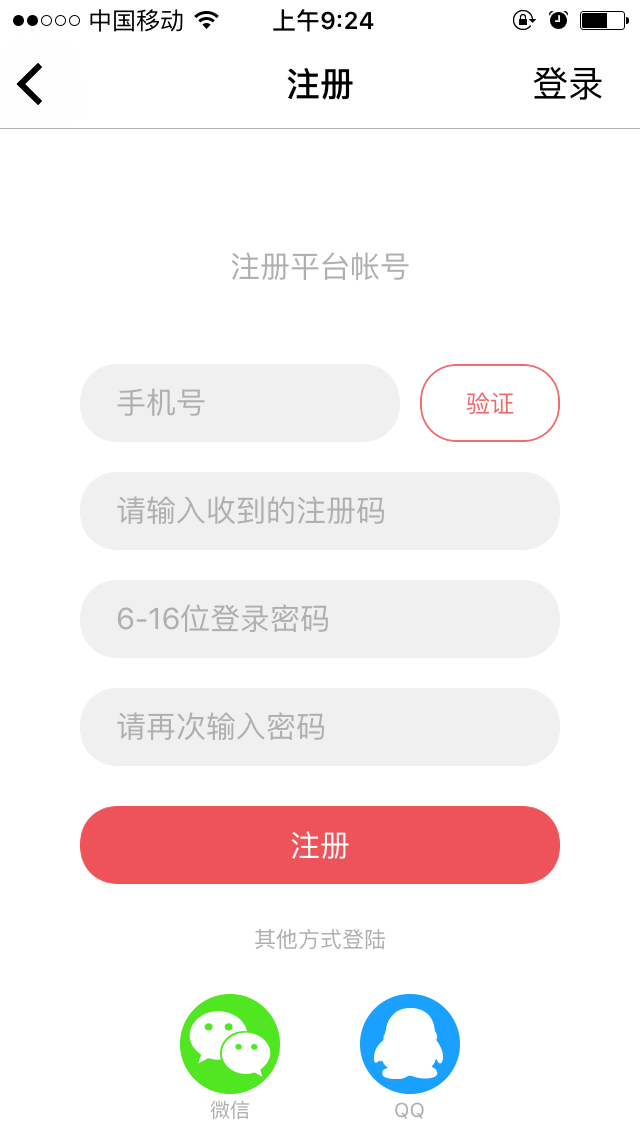 中国移动 上午9:24
注册 登录
注册平台帐号
手机号 验证
请输入收到的注册码
6-16位登录密码
请再次输入密码
注册
其他方式登陆
微信 QQ